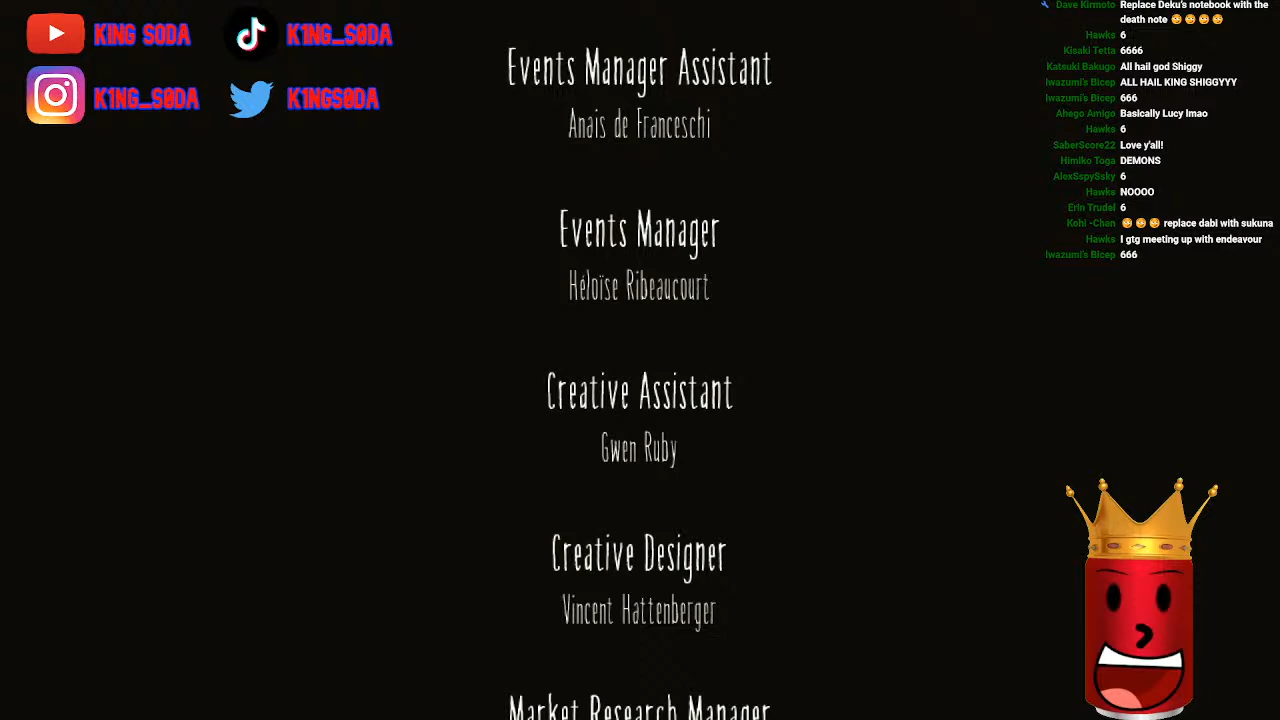 KING SODA
K1NG_S0DA
K1NG_S0DA
K1NGS0DA
Events Manager Assistant
Anais de Franceschi
Events Manager
Héloïse Ribeaucourt
Creative Assistant
Gwen Ruby
Creative Designer
Vincent Hattenberger
Market Research Manager
Dave Kirmoto Replace Deku's notebook with the
death note 🤔 🤔 🤔 🤔
Hawks 6
Kisaki Tetta 6666
Katsuki Bakugo All hail god Shiggy
Iwazumi's Bicep ALL HAIL KING SHIGGYYY
Iwazumi's Bicep 666
Ahego Amigo Basically Lucy lmao
Hawks 6
SaberScore22 Love y'all!
Himiko Toga DEMONS
AlexSspySsky 6
Hawks NOOOO
Erin Trudel 6
Kohi -Chan 🤔 🤔 🤔 replace dabi with sukuna
Hawks I gtg meeting up with endeavour
Iwazumi's Bicep 666